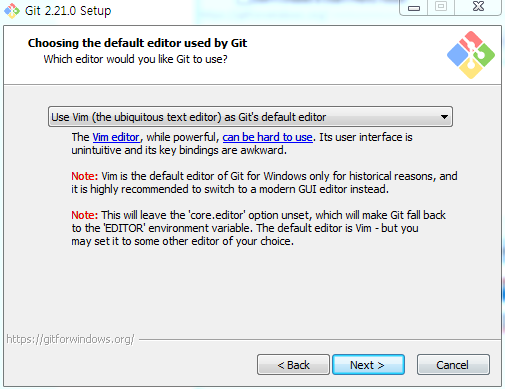 Git 2.21.0 Setup
Choosing the default editor used by Git
Which editor would you like Git to use?
Use Vim (the ubiquitous text editor) as Git's default editor
The Vim editor, while powerful, can be hard to use. Its user interface is
unintuitive and its key bindings are awkward.
Note: Vim is the default editor of Git for Windows only for historical reasons, and
it is highly recommended to switch to a modern GUI editor instead.
Note: This will leave the 'core.editor' option unset, which will make Git fall back
to the 'EDITOR' environment variable. The default editor is Vim - but you
may set it to some other editor of your choice.
https://gitforwindows.org/
< Back Next > Cancel